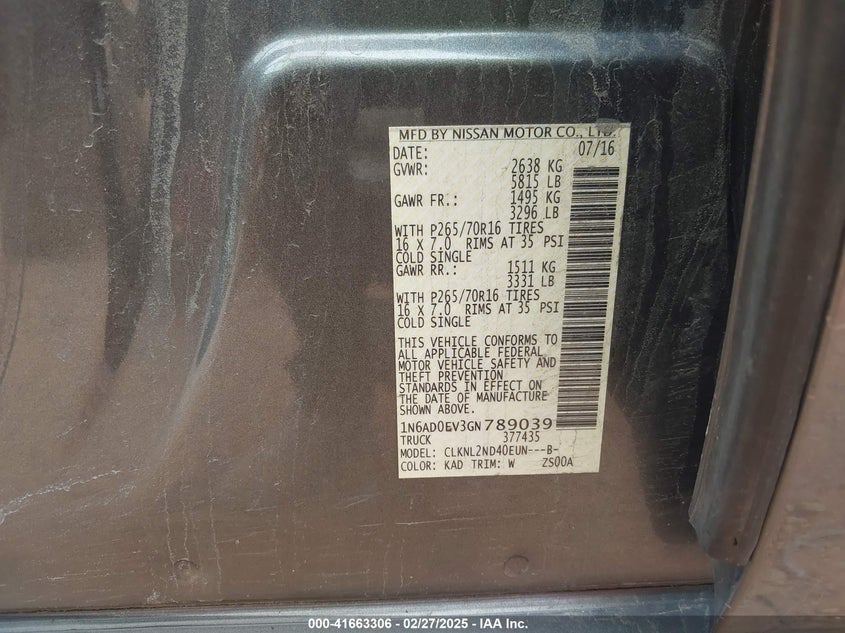 MFD BY NISSAN MOTOR CO., LTD.
DATE: 07/16
GVWR: 2638 KG
5815 LB
GAWR FR.: 1495 KG
3296 LB
WITH P265/70R16 TIRES
16 X 7.0 RIMS AT 35 PSI
COLD SINGLE
GAWR RR.: 1511 KG
3331 LB
WITH P265/70R16 TIRES
16 X 7.0 RIMS AT 35 PSI
COLD SINGLE
THIS VEHICLE CONFORMS TO
ALL APPLICABLE FEDERAL
MOTOR VEHICLE SAFETY AND
THEFT PREVENTION
STANDARDS IN EFFECT ON
THE DATE OF MANUFACTURE
SHOWN ABOVE.
1N6AD0EV3GN789039
TRUCK 377435
MODEL: CLKNL2ND40EUN---B-
COLOR: KAD TRIM: W ZS00A
000-41663306 - 02/27/2025 - IAA Inc.